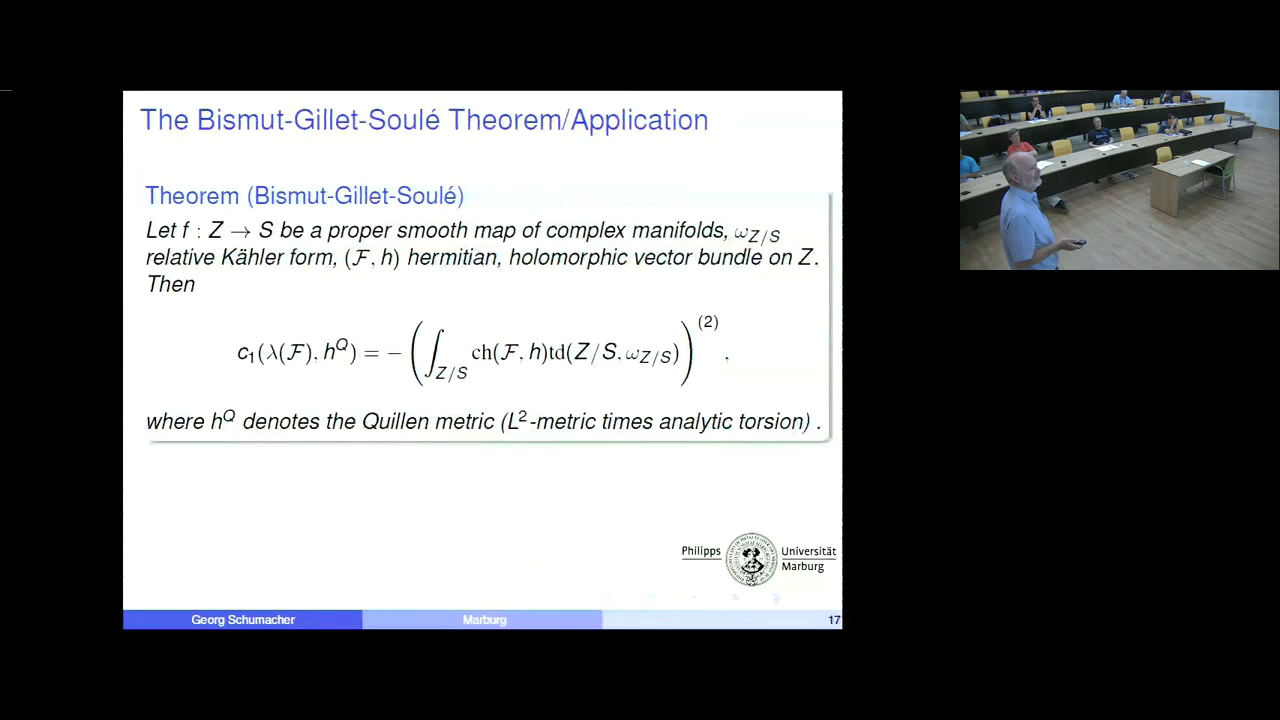 The Bismut-Gillet-Soulé Theorem/Application
Theorem (Bismut-Gillet-Soulé)
Let f : Z → S be a proper smooth map of complex manifolds, ω_{Z/S}
relative Kähler form, (ℱ, h) hermitian, holomorphic vector bundle on Z.
Then
c₁(λ(ℱ), h^Q) = − (∫_{Z/S} ch(ℱ, h)td(Z/S, ω_{Z/S}))^{(2)},
where h^Q denotes the Quillen metric (L²-metric times analytic torsion) .
Philipps Universität
Marburg
Georg Schumacher Marburg 17